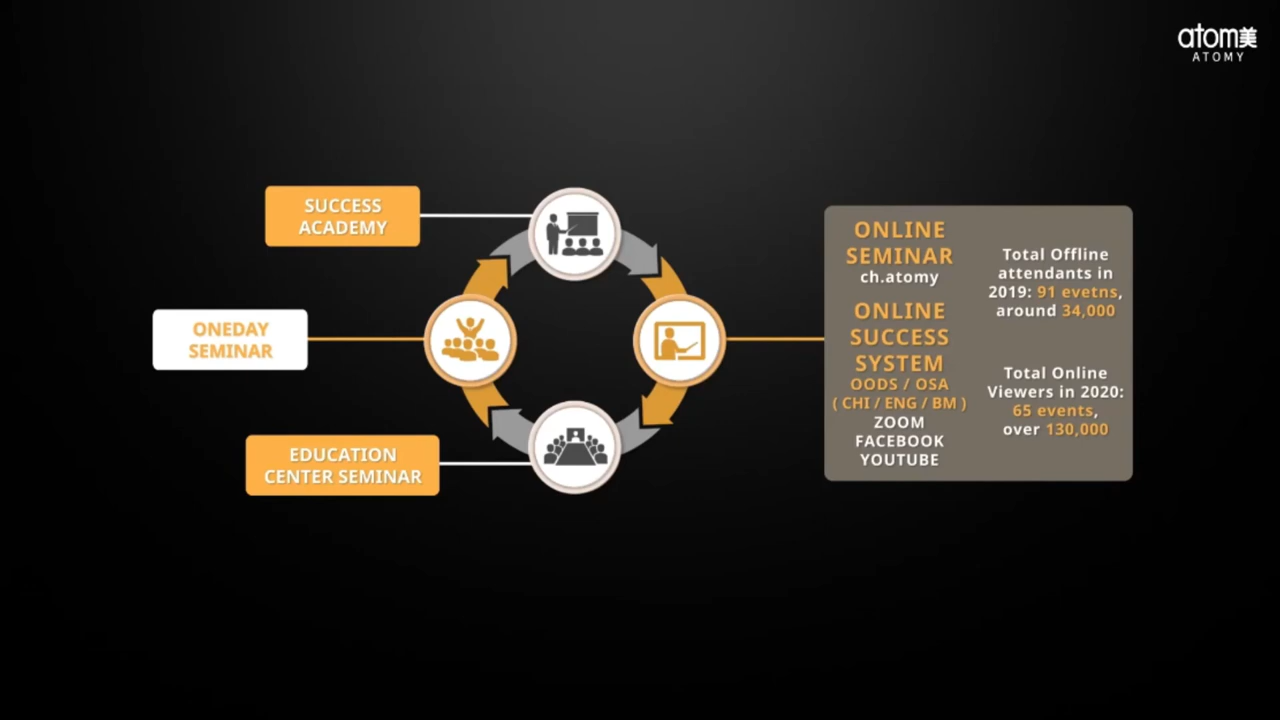 atom美
ATOMY
SUCCESS
ACADEMY
ONEDAY
SEMINAR
EDUCATION
CENTER SEMINAR
ONLINE
SEMINAR
ch.atomy
ONLINE
SUCCESS
SYSTEM
OODS / OSA
( CHI / ENG / BM )
ZOOM
FACEBOOK
YOUTUBE
Total Offline
attendants in
2019: 91 evetns,
around 34,000
Total Online
Viewers in 2020:
65 events,
over 130,000